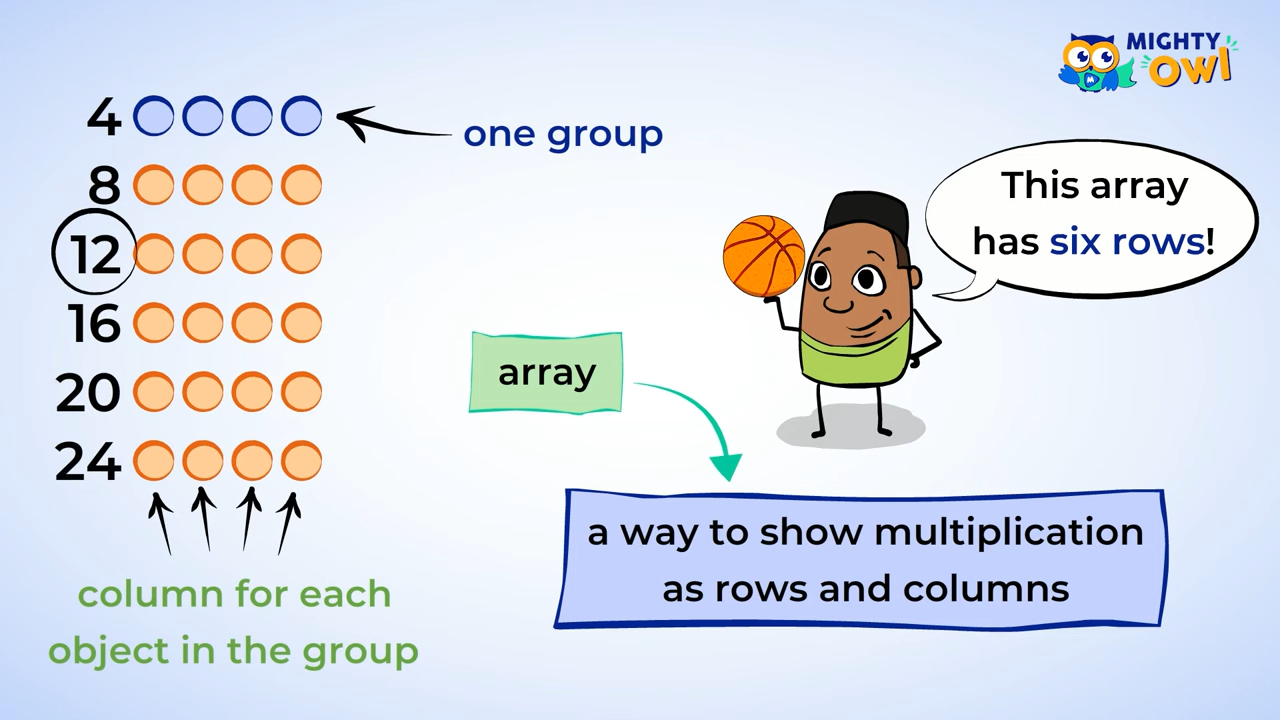 MIGHTY
OWL
4
one group
8
12
16
20
24
This array
has six rows!
array
a way to show multiplication
as rows and columns
column for each
object in the group